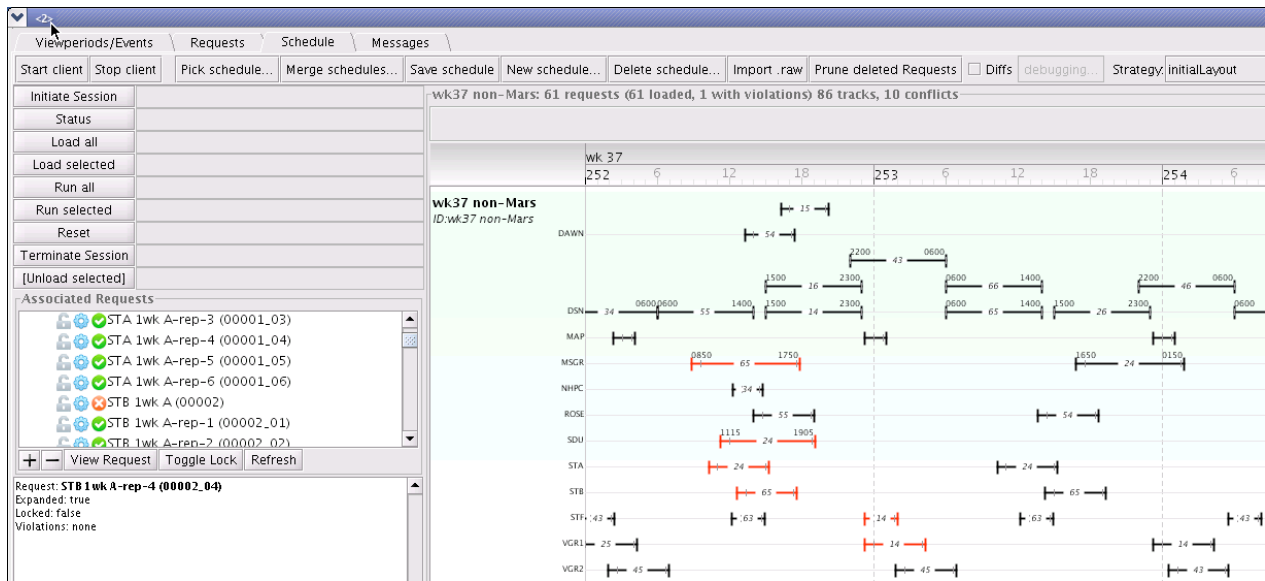 <2>
Viewperiods/Events Requests Schedule Messages
Start client Stop client Pick schedule... Merge schedules... Save schedule New schedule... Delete schedule... Import .raw Prune deleted Requests Diffs debugging... Strategy: initialLayout
Initiate Session
Status
Load all
Load selected
Run all
Run selected
Reset
Terminate Session
[Unload selected]
Associated Requests
STA 1wk A-rep-3 (00001_03)
STA 1wk A-rep-4 (00001_04)
STA 1wk A-rep-5 (00001_05)
STA 1wk A-rep-6 (00001_06)
STB 1wk A (00002)
STB 1wk A-rep-1 (00002_01)
STB 1wk A-rep-2 (00002_02)
+ − View Request Toggle Lock Refresh
Request: STB 1wk A-rep-4 (00002_04)
Expanded: true
Locked: false
Violations: none
wk37 non-Mars: 61 requests (61 loaded, 1 with violations) 86 tracks, 10 conflicts
wk 37
252 6 12 18 253 6 12 18 254 6
wk37 non-Mars
ID:wk37 non-Mars
15
DAWN 54
2200 43 0600
1500 16 2300 0600 66 1400 2200 46 0600
DSN 34 0600 0600 55 1400 1500 14 2300 0600 65 1400 1500 26 2300 0600
MAP
MSGR 0850 65 1750 1650 24 0150
NHPC 34
ROSE 55 54
SDU 1115 24 1905
STA 24 24
STB 65 65
STF 43 63 14 63 43
VGR1 25 14 14
VGR2 45 45 43